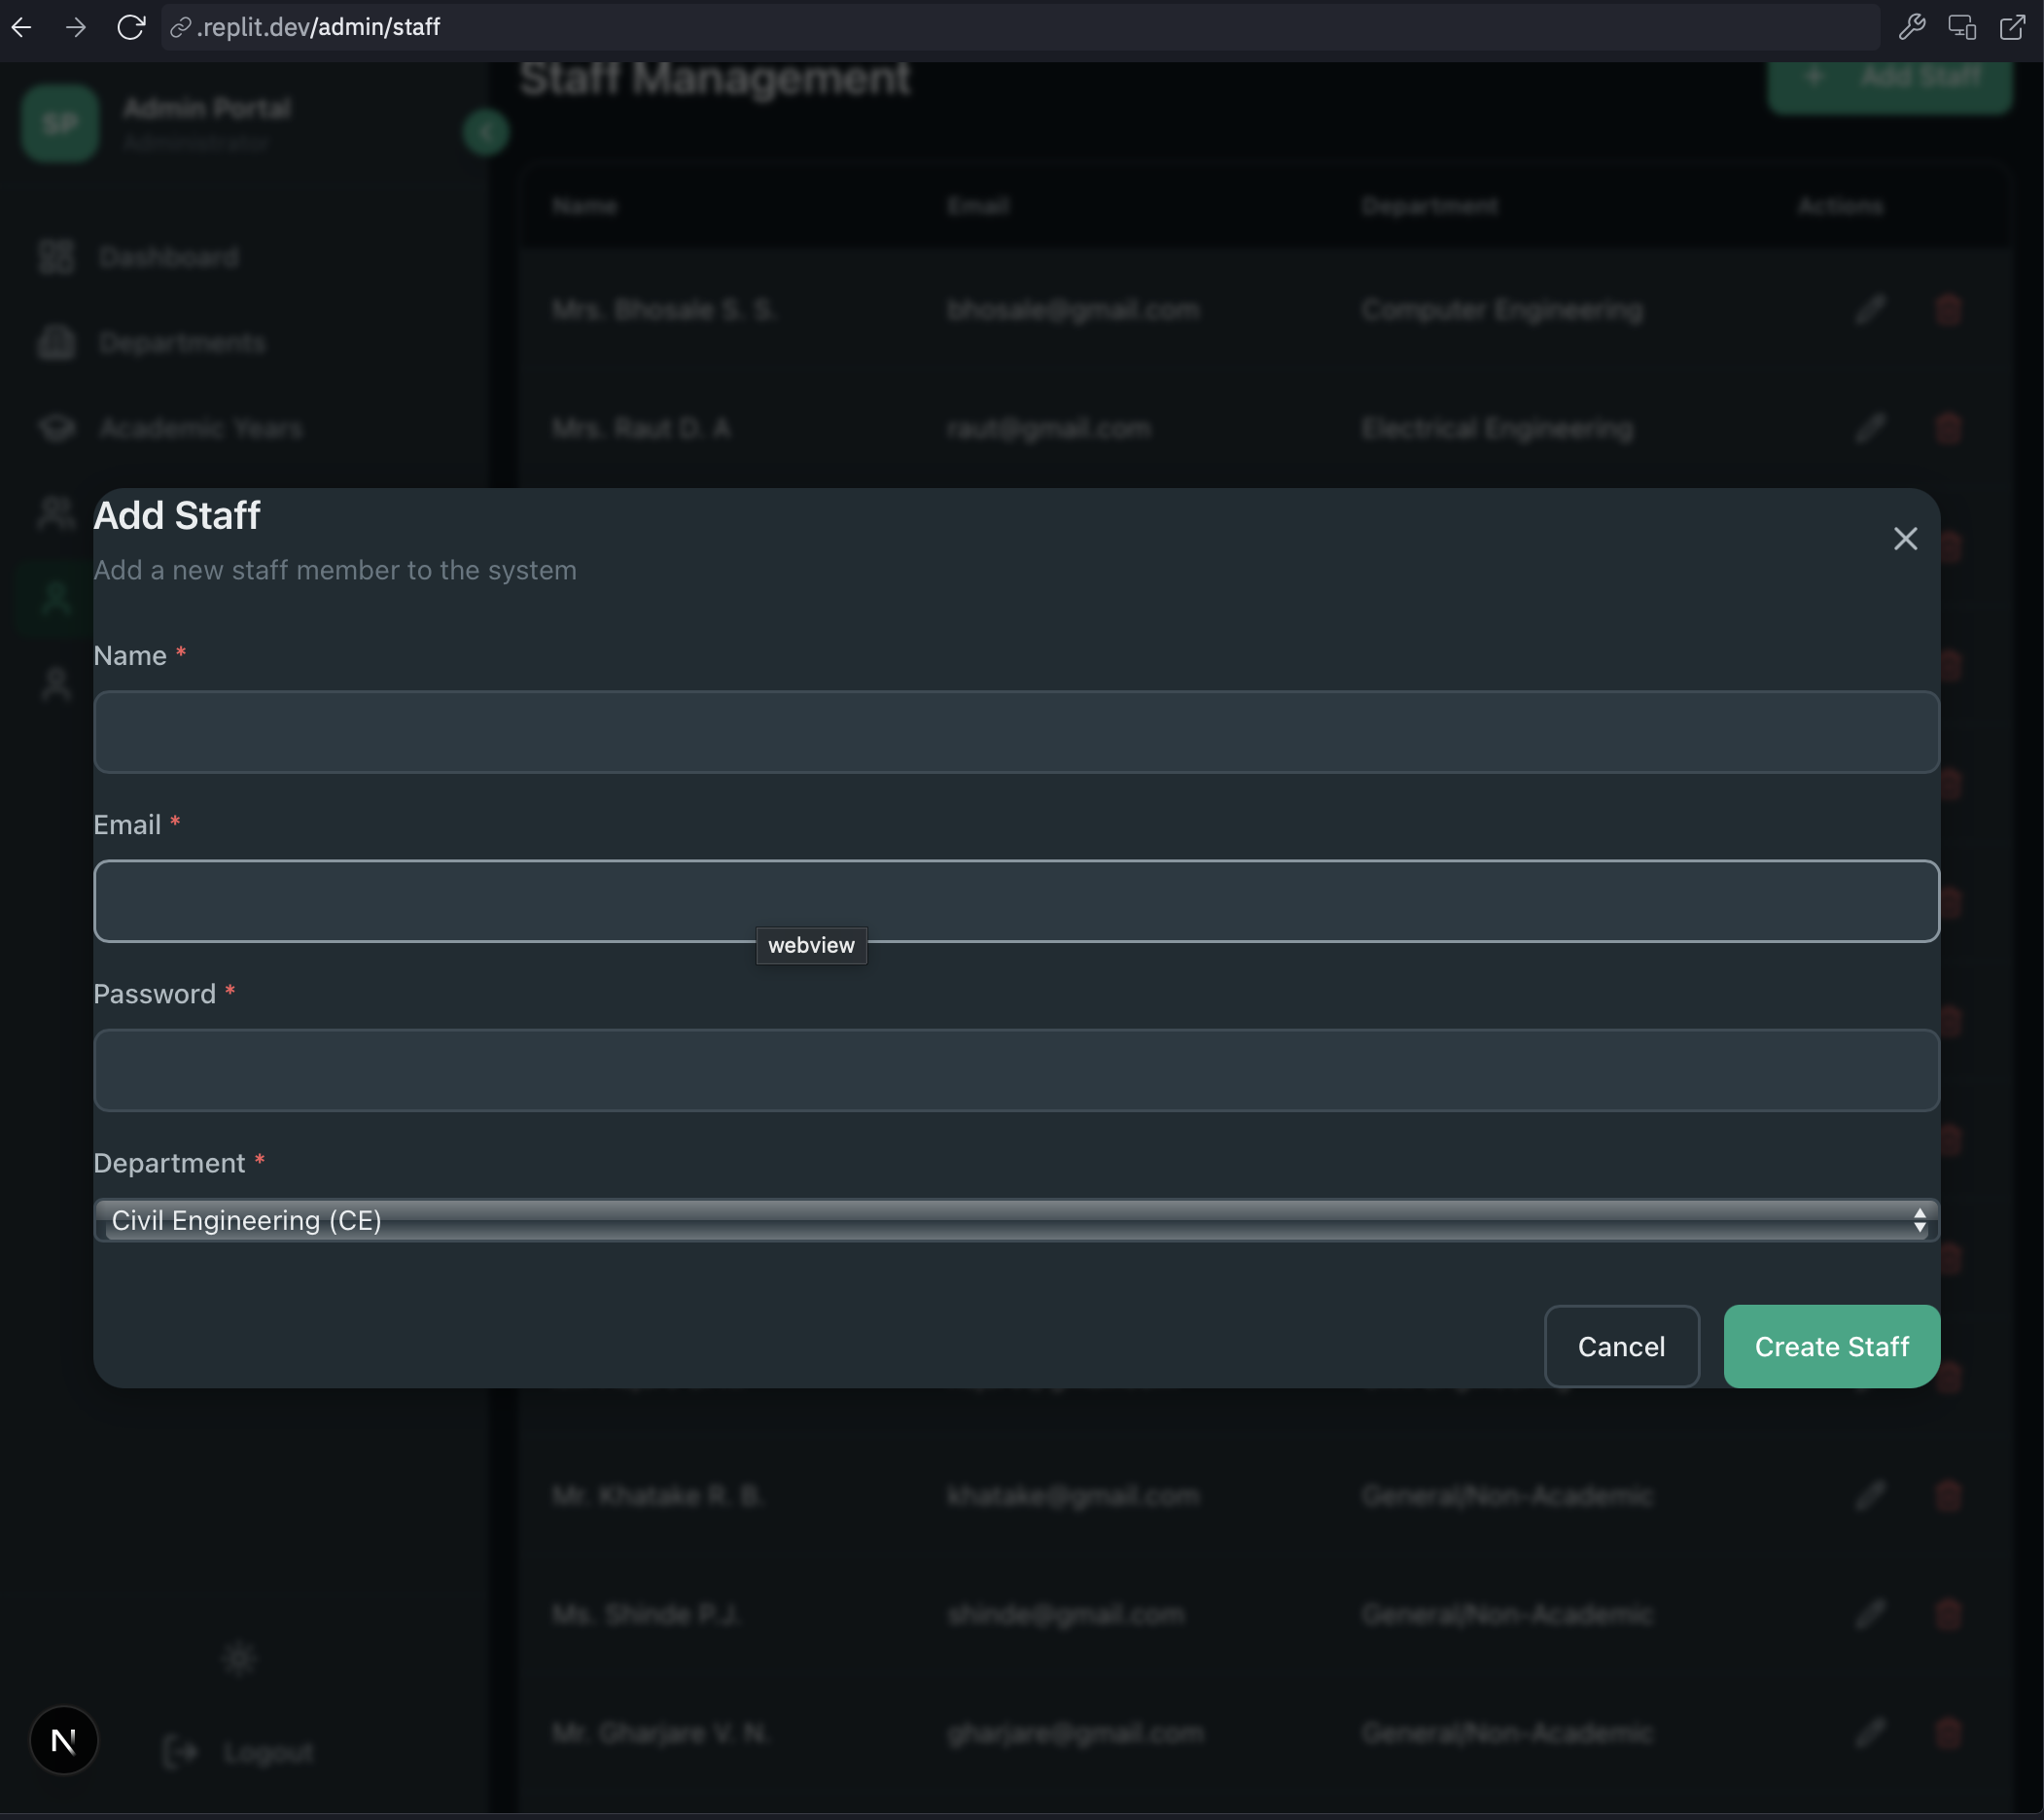 .replit.dev/admin/staff
Staff Management
+ Add Staff
SP
Admin Portal
Administrator
Dashboard
Departments
Academic Years
Name Email Department Actions
Mrs. Bhosale S. S. bhosale@gmail.com Computer Engineering
Mrs. Raut D. A raut@gmail.com Electrical Engineering
Add Staff
Add a new staff member to the system
Name *
Email *
webview
Password *
Department *
Civil Engineering (CE)
Cancel
Create Staff
Mr. Khatake R. B. khatake@gmail.com General/Non-Academic
Ms. Shinde P.J. shinde@gmail.com General/Non-Academic
Mr. Gharjare V. N. gharjare@gmail.com General/Non-Academic
N
Logout